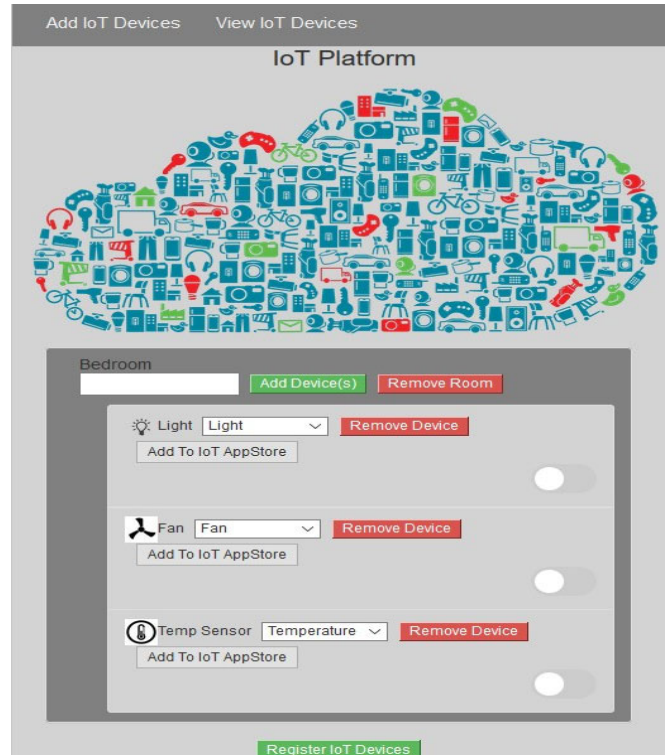 Add IoT Devices View IoT Devices
IoT Platform
Bedroom
Add Device(s) Remove Room
Light Light Remove Device
Add To IoT AppStore
Fan Fan Remove Device
Add To IoT AppStore
Temp Sensor Temperature Remove Device
Add To IoT AppStore
Register IoT Devices